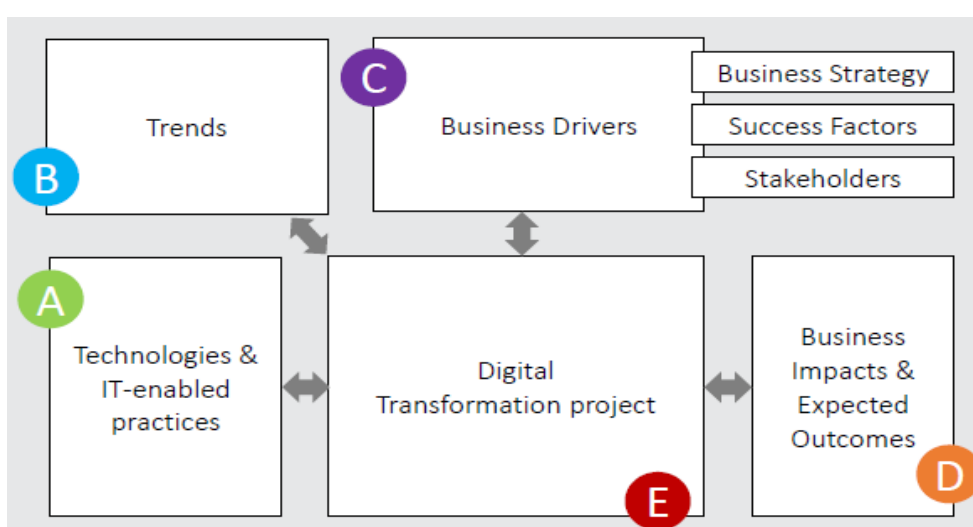 Trends
B
C
Business Drivers
Business Strategy
Success Factors
Stakeholders
A
Technologies &
IT-enabled
practices
Digital
Transformation project
E
Business
Impacts &
Expected
Outcomes
D